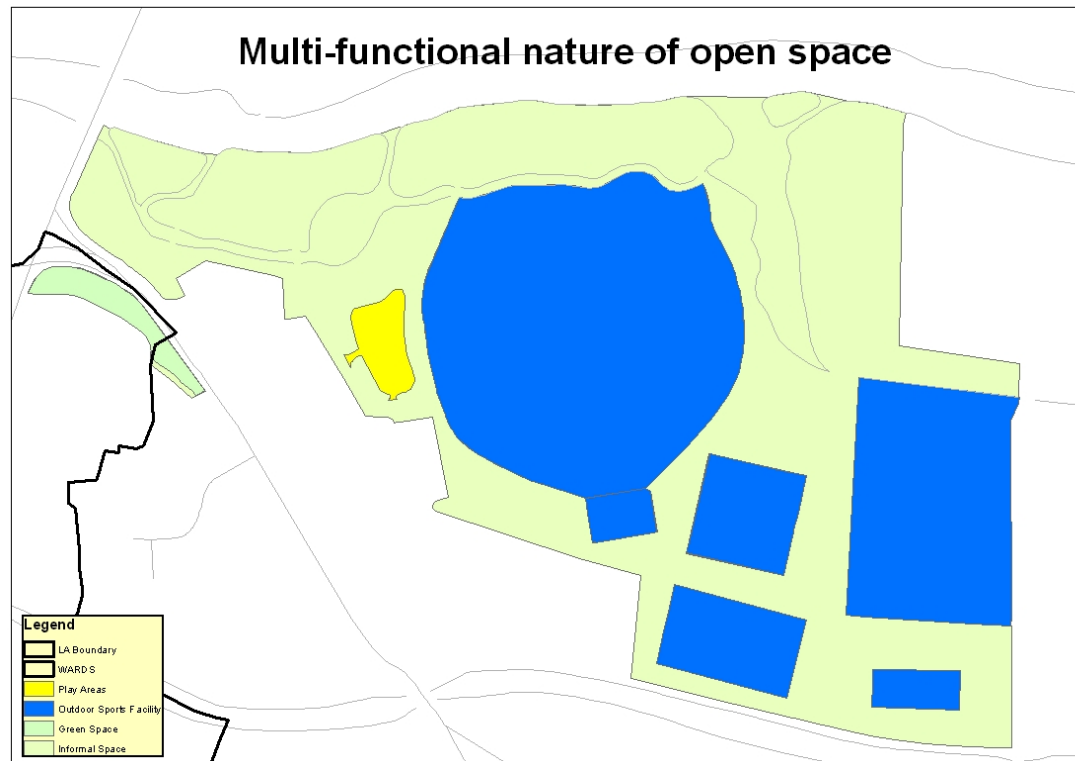 Multi-functional nature of open space
Legend
LA Boundary
WARDS
Play Areas
Outdoor Sports Facility
Green Space
Informal Space